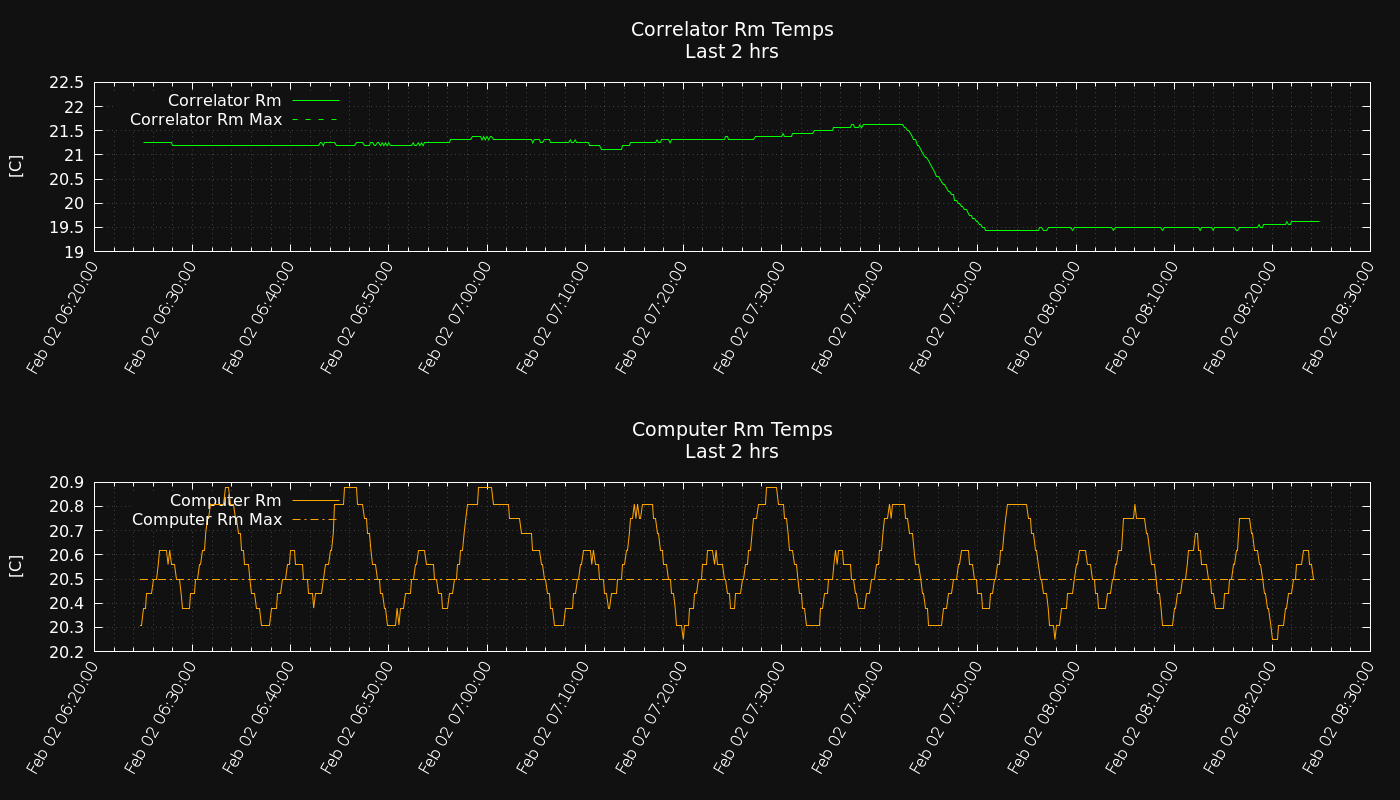 Correlator Rm Temps
Last 2 hrs
22.5
22
21.5
21
20.5
20
19.5
19
[C]
Correlator Rm
Correlator Rm Max
Feb 02 06:20:00
Feb 02 06:30:00
Feb 02 06:40:00
Feb 02 06:50:00
Feb 02 07:00:00
Feb 02 07:10:00
Feb 02 07:20:00
Feb 02 07:30:00
Feb 02 07:40:00
Feb 02 07:50:00
Feb 02 08:00:00
Feb 02 08:10:00
Feb 02 08:20:00
Feb 02 08:30:00
Computer Rm Temps
Last 2 hrs
20.9
20.8
20.7
20.6
20.5
20.4
20.3
20.2
[C]
Computer Rm
Computer Rm Max
Feb 02 06:20:00
Feb 02 06:30:00
Feb 02 06:40:00
Feb 02 06:50:00
Feb 02 07:00:00
Feb 02 07:10:00
Feb 02 07:20:00
Feb 02 07:30:00
Feb 02 07:40:00
Feb 02 07:50:00
Feb 02 08:00:00
Feb 02 08:10:00
Feb 02 08:20:00
Feb 02 08:30:00